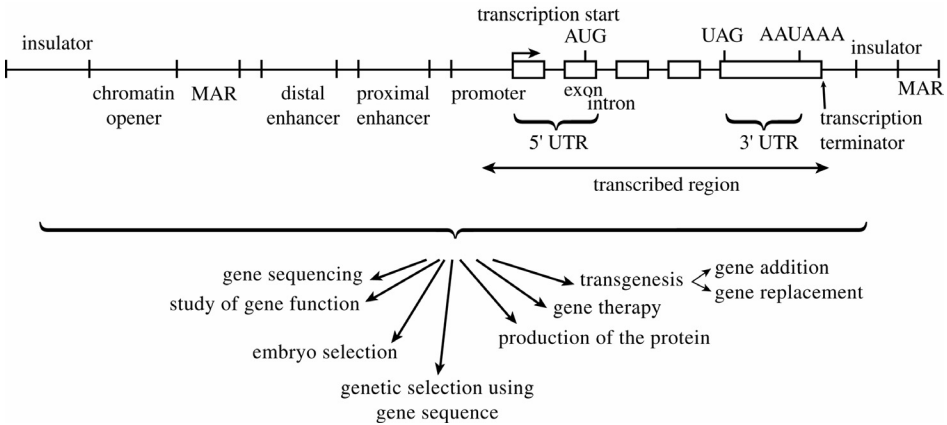 transcription start
insulator
AUG
UAG
AAUAAA
insulator
chromatin
opener
MAR
distal
enhancer
proximal
enhancer
promoter
exon
intron
MAR
transcription
terminator
5' UTR
3' UTR
transcribed region
gene sequencing
study of gene function
embryo selection
genetic selection using
gene sequence
production of the protein
gene therapy
transgenesis
gene addition
gene replacement